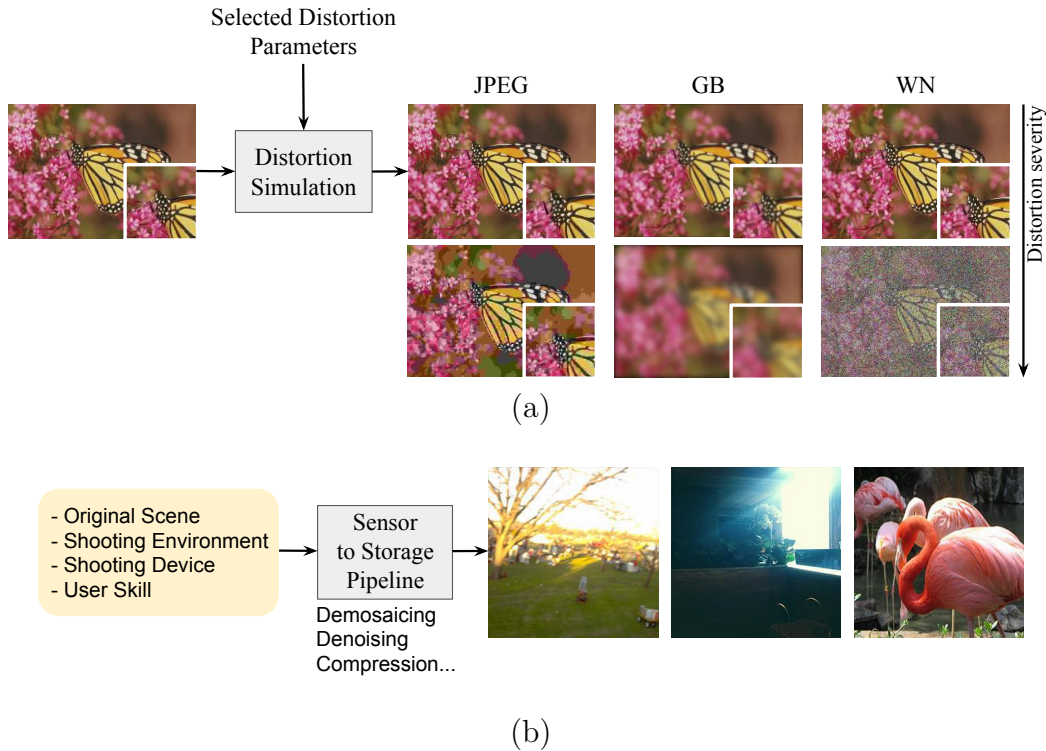 Selected Distortion
Parameters
JPEG
GB
WN
Distortion
Simulation
Distortion severity
(a)
- Original Scene
- Shooting Environment
- Shooting Device
- User Skill
Sensor
to Storage
Pipeline
Demosaicing
Denoising
Compression...
(b)